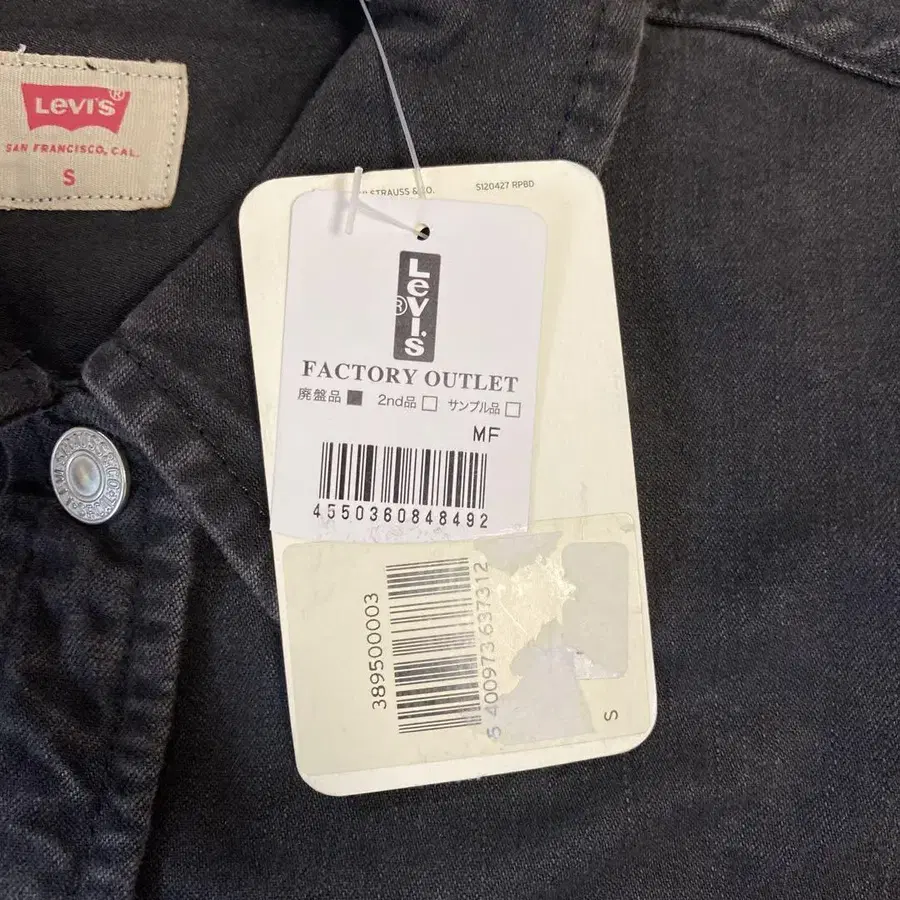 LEVI'S®
SAN FRANCISCO, CAL.
S
STRAUSS & CO.
S120427 RPBD
Levi's®
FACTORY OUTLET
廃盤品■ 2nd品□ サンプル品□
MF
4550360848492
389500003
5 400973 637312
S